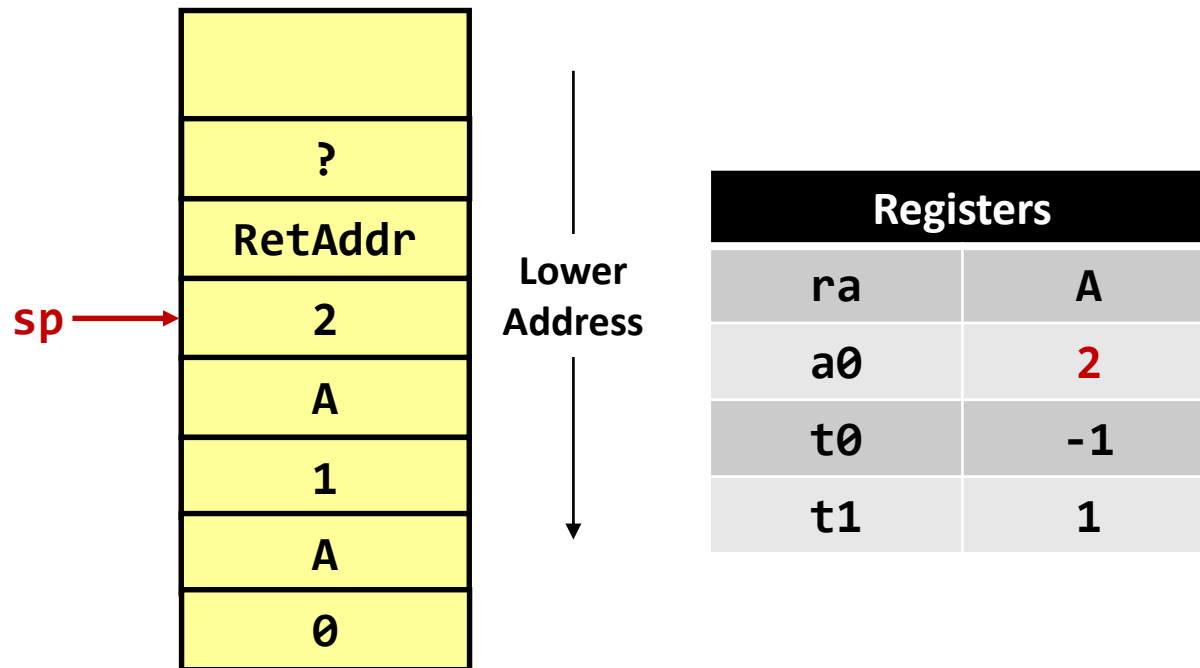 ?
RetAddr
sp
2
A
1
A
0
Lower
Address
Registers
ra A
a0 2
t0 -1
t1 1